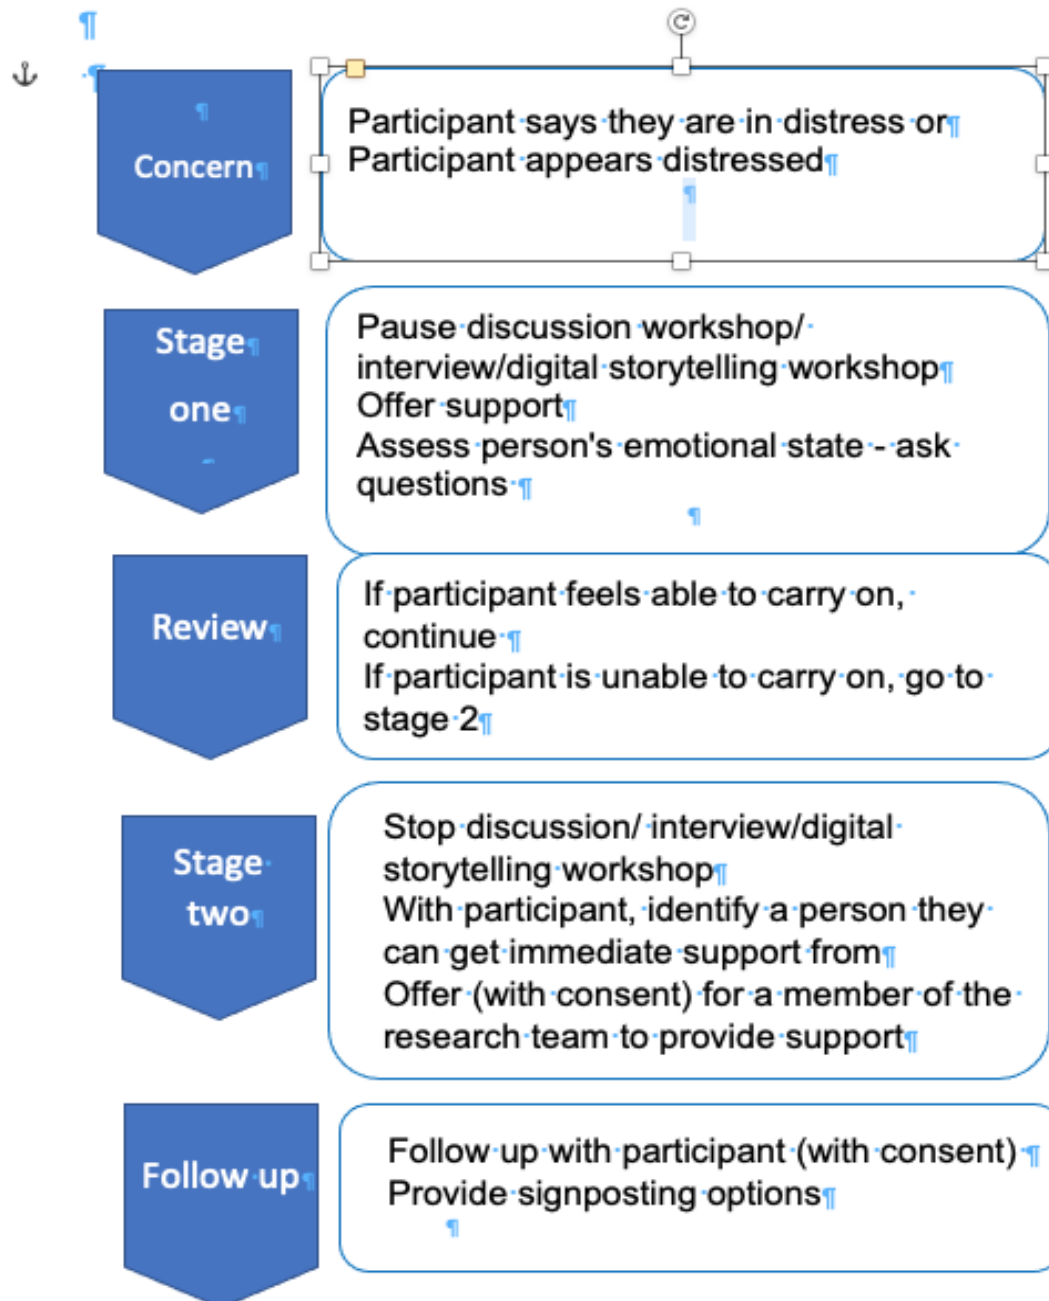 Concern
Participant says they are in distress or
Participant appears distressed
Stage
one
Pause discussion workshop/
interview/digital storytelling workshop
Offer support
Assess person's emotional state - ask
questions
Review
If participant feels able to carry on,
continue
If participant is unable to carry on, go to
stage 2
Stage
two
Stop discussion/ interview/digital
storytelling workshop
With participant, identify a person they
can get immediate support from
Offer (with consent) for a member of the
research team to provide support
Follow up
Follow up with participant (with consent)
Provide signposting options